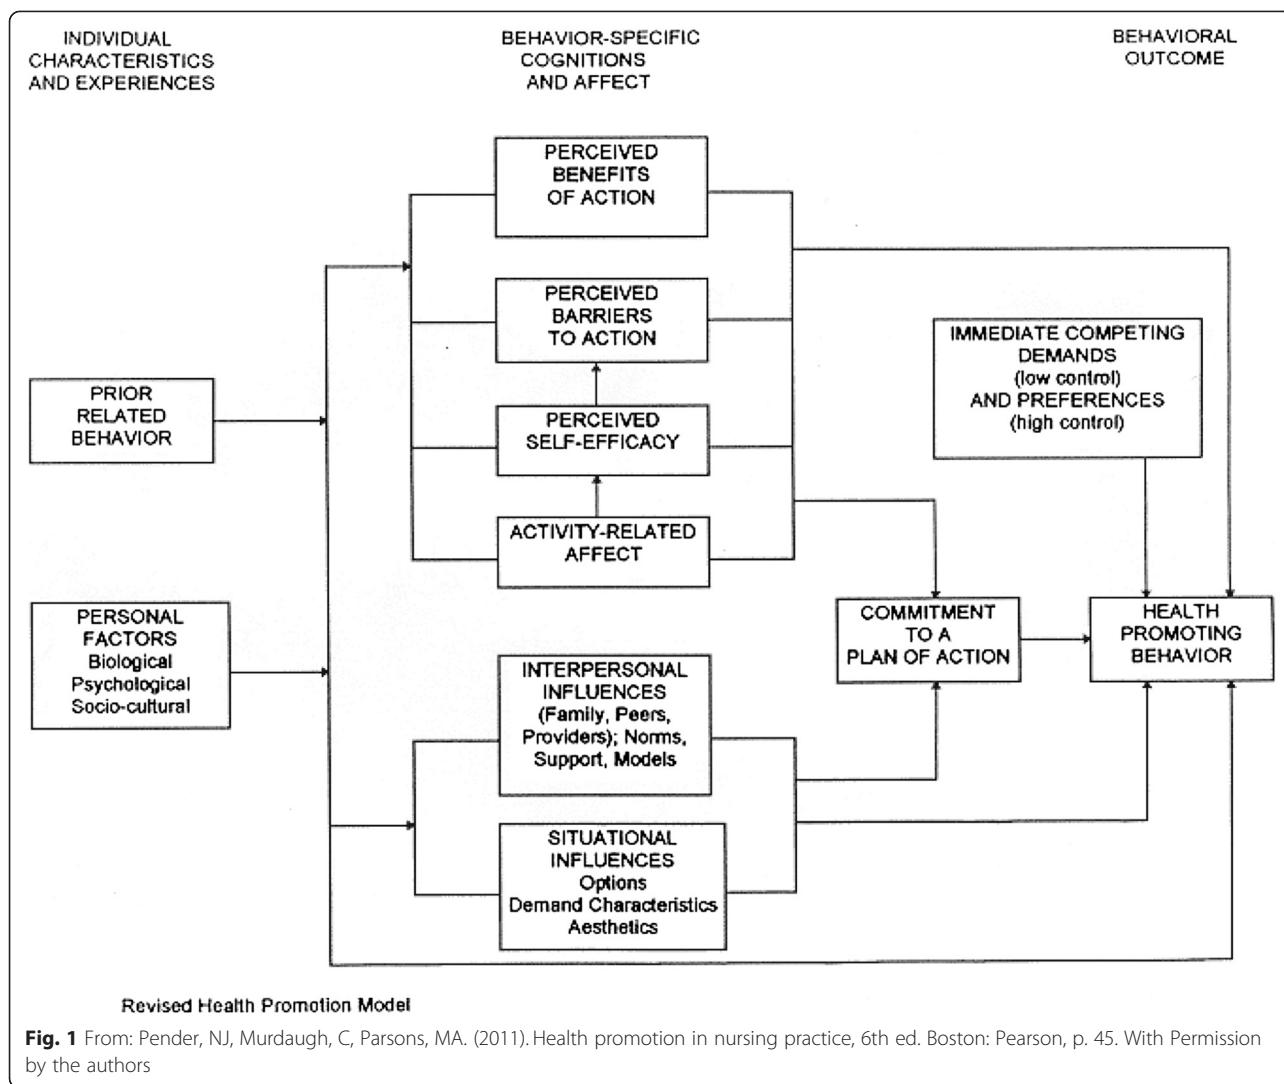 INDIVIDUAL
CHARACTERISTICS
AND EXPERIENCES
BEHAVIOR-SPECIFIC
COGNITIONS
AND AFFECT
BEHAVIORAL
OUTCOME
PERCEIVED
BENEFITS
OF ACTION
PERCEIVED
BARRIERS
TO ACTION
IMMEDIATE COMPETING
DEMANDS
(low control)
AND PREFERENCES
(high control)
PRIOR
RELATED
BEHAVIOR
PERCEIVED
SELF-EFFICACY
ACTIVITY-RELATED
AFFECT
PERSONAL
FACTORS
Biological
Psychological
Socio-cultural
COMMITMENT
TO A
PLAN OF ACTION
HEALTH
PROMOTING
BEHAVIOR
INTERPERSONAL
INFLUENCES
(Family, Peers,
Providers); Norms,
Support, Models
SITUATIONAL
INFLUENCES
Options
Demand Characteristics
Aesthetics
Revised Health Promotion Model
Fig. 1 From: Pender, NJ, Murdaugh, C, Parsons, MA. (2011). Health promotion in nursing practice, 6th ed. Boston: Pearson, p. 45. With Permission
by the authors